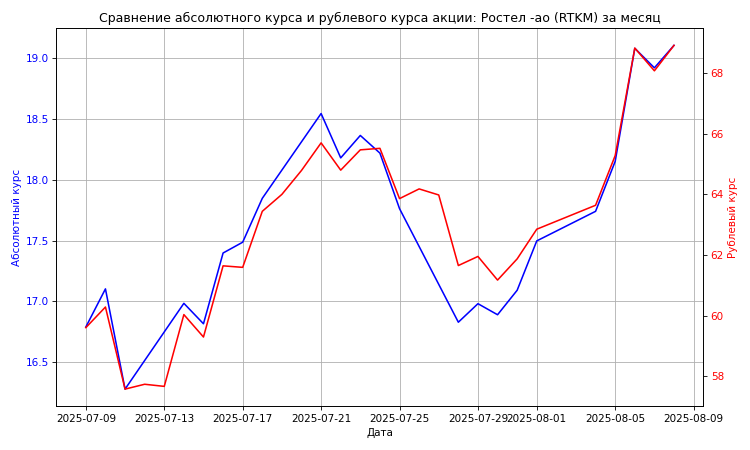 Сравнение абсолютного курса и рублевого курса акции: Ростел -ао (RTKM) за месяц
19.0
18.5
18.0
17.5
17.0
16.5
Абсолютный курс
68
66
64
62
60
58
Рублевый курс
2025-07-09 2025-07-13 2025-07-17 2025-07-21 2025-07-25 2025-07-29 2025-08-01 2025-08-05 2025-08-09
Дата